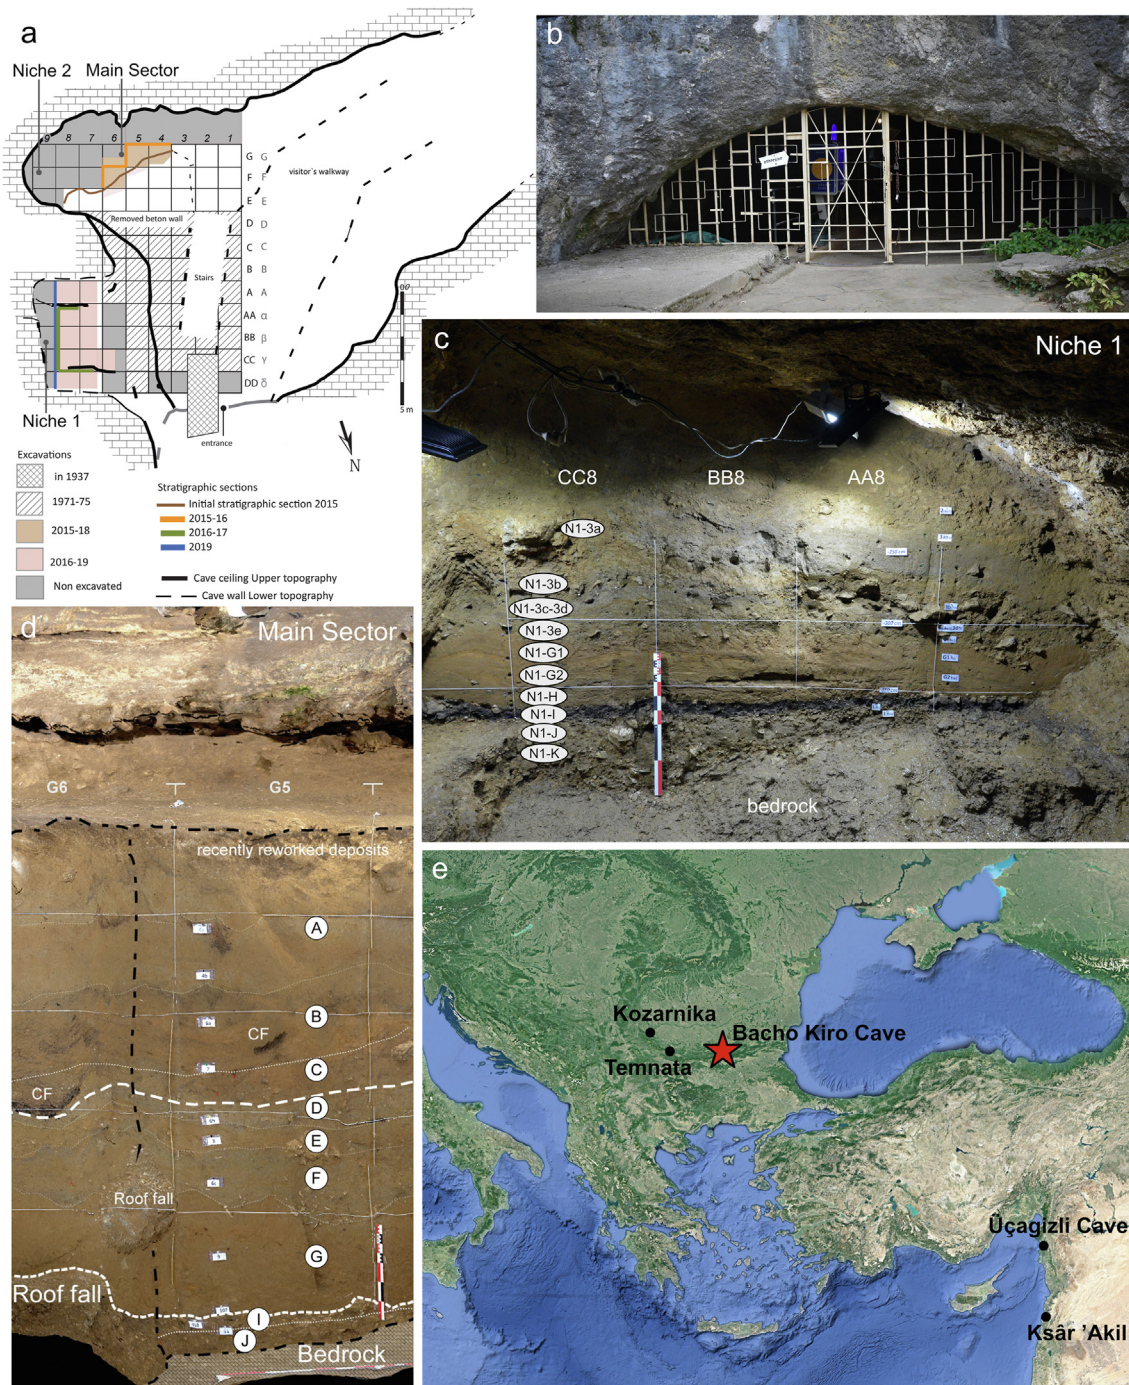 a
Niche 2
Main Sector
9 8 7 6 5 4 3 2 1
G G
F F
E E
D D
C C
B B
A A
AA α
BB β
CC γ
DD δ
visitor`s walkway
Removed beton wall
Stairs
Niche 1
entrance
N
5 m
Excavations
in 1937
1971-75
2015-18
2016-19
Non excavated
Stratigraphic sections
Initial stratigraphic section 2015
2015-16
2016-17
2019
Cave ceiling Upper topography
Cave wall Lower topography
b
c
Niche 1
CC8
BB8
AA8
N1-3a
N1-3b
N1-3c-3d
N1-3e
N1-G1
N1-G2
N1-H
N1-I
N1-J
N1-K
bedrock
d
Main Sector
G6
G5
recently reworked deposits
A
B
CF
C
CF
D
E
F
Roof fall
G
Roof fall
I
J
Bedrock
e
Kozarnika
Bacho Kiro Cave
Temnata
Üçagizli Cave
Ksâr 'Akil